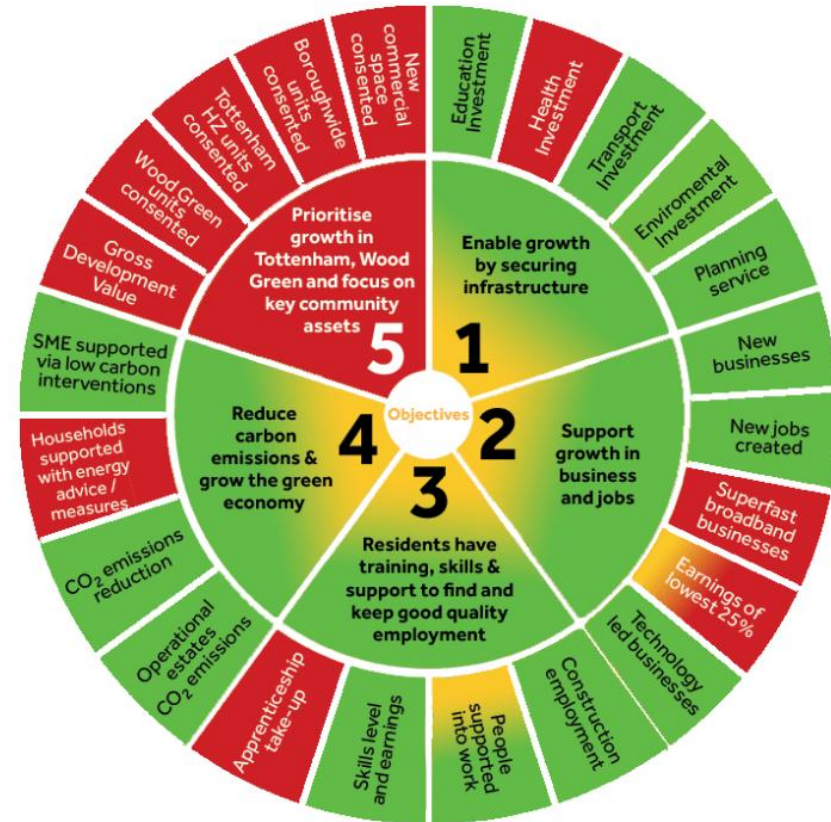 Education
Investment
Health
Investment
Transport
Investment
Enviromental
Investment
Planning
service
New
businesses
New jobs
created
Superfast
broadband
businesses
Earnings of
lowest 25%
Technology
led businesses
Construction
employment
People
supported
into work
Skills level
and earnings
Apprenticeship
take-up
Operational
estates
CO₂ emissions
CO₂ emissions
reduction
Households
supported
with energy
advice /
measures
SME supported
via low carbon
interventions
Gross
Development
Value
Wood Green
units
consented
Tottenham
HZ units
consented
Boroughwide
units
consented
New
commercial
space
consented
Enable growth
by securing
infrastructure
1
Support
growth in
business
and jobs
2
3
Residents have
training, skills &
support to find and
keep good quality
employment
Reduce
carbon
emissions &
grow the green
economy
4
Prioritise
growth in
Tottenham, Wood
Green and focus on
key community
assets
5
Objectives